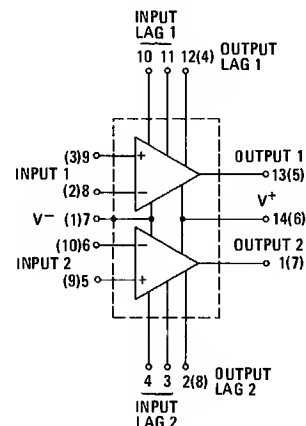 INPUT
LAG 1
10 11 12(4) OUTPUT
LAG 1
(3)9
+
OUTPUT 1
INPUT 1
13(5)
(2)8
−
V+
V− (1)7
14(6)
(10)6
−
OUTPUT 2
INPUT 2
1(7)
(9)5
+
4 3 2(8) OUTPUT
LAG 2
INPUT
LAG 2